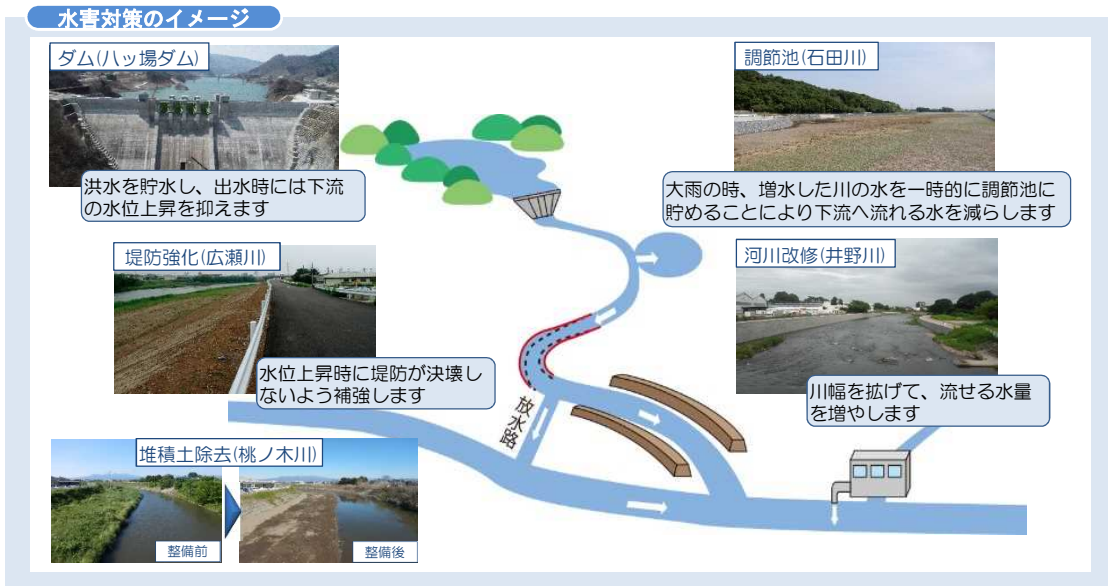 水害対策のイメージ
ダム(八ッ場ダム)
洪水を貯水し、出水時には下流
の水位上昇を抑えます
調節池(石田川)
大雨の時、増水した川の水を一時的に調節池に
貯めることにより下流へ流れる水を減らします
堤防強化(広瀬川)
水位上昇時に堤防が決壊し
ないよう補強します
河川改修(井野川)
川幅を拡げて、流せる水量
を増やします
放水路
堆積土除去(桃ノ木川)
整備前
整備後